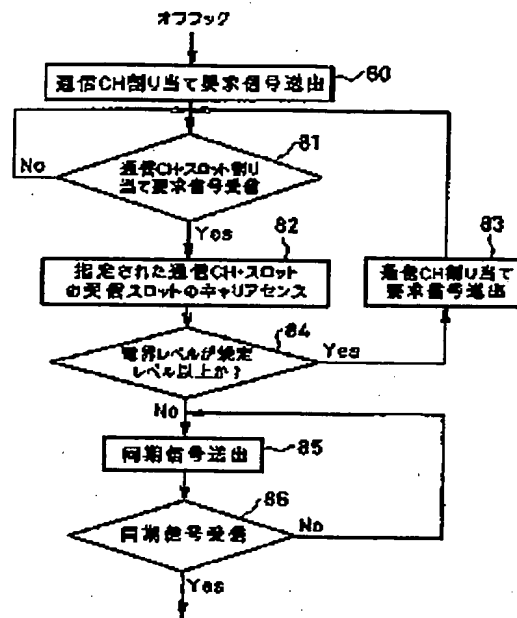 オフフック
通信CH割り当て要求信号送出
80
81
No
通信CH・スロット割り
当て要求信号受信
Yes
82
83
指定された通信CH・スロット
の受信スロットのキャリアセンス
通信CH割り当て
要求信号送出
84
電界レベルが規定
レベル以上か?
Yes
No
同期信号送出
85
86
同期信号受信
No
Yes